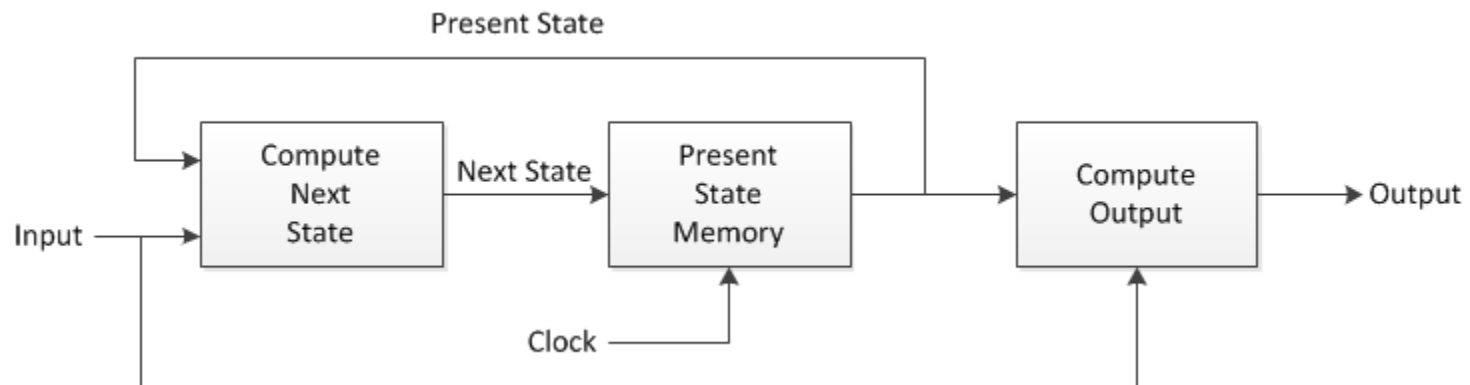 Present State
Compute
Next
State
Next State
Present
State
Memory
Compute
Output
Output
Input
Clock